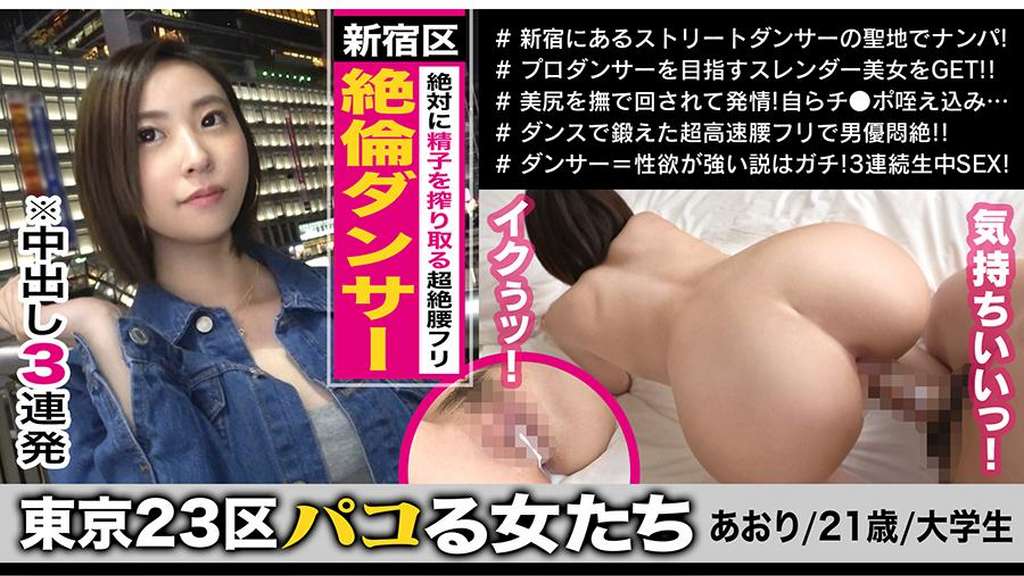 新宿区
絶対に精子を搾り取る超絶腰フリ
絶倫ダンサー
# 新宿にあるストリートダンサーの聖地でナンパ!
# プロダンサーを目指すスレンダー美女をGET!!
# 美尻を撫で回されて発情!自らチ●ポ咥え込み…
# ダンスで鍛えた超高速腰フリで男優悶絶!!
# ダンサー＝性欲が強い説はガチ!3連続生中SEX!
※中出し3連発
イクぅッ!
気持ちいいっ!
東京23区パコる女たち
あおり/21歳/大学生